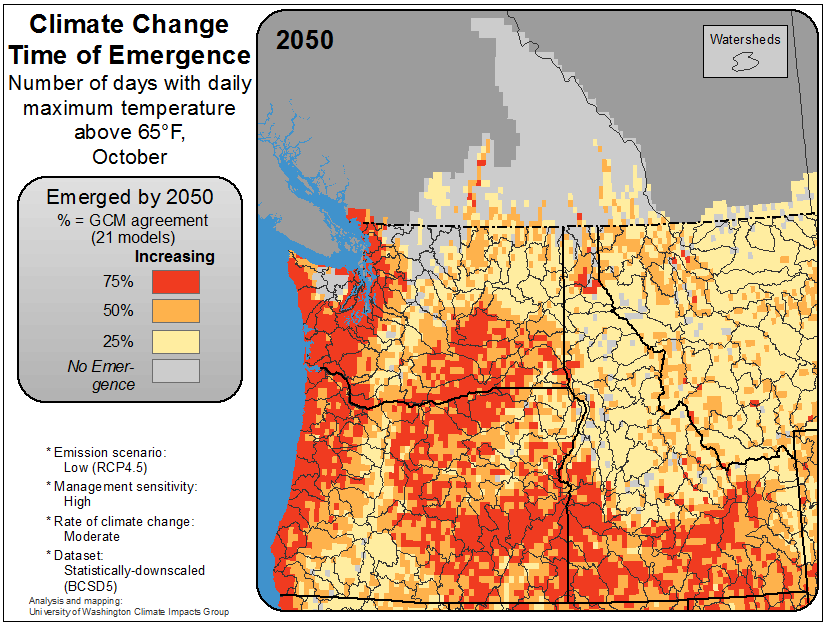 Climate Change
Time of Emergence
Number of days with daily
maximum temperature
above 65°F,
October
Emerged by 2050
% = GCM agreement
(21 models)
Increasing
75%
50%
25%
No Emer-
gence
* Emission scenario:
Low (RCP4.5)
* Management sensitivity:
High
* Rate of climate change:
Moderate
* Dataset:
Statistically-downscaled
(BCSD5)
Analysis and mapping:
University of Washington Climate Impacts Group
2050
Watersheds